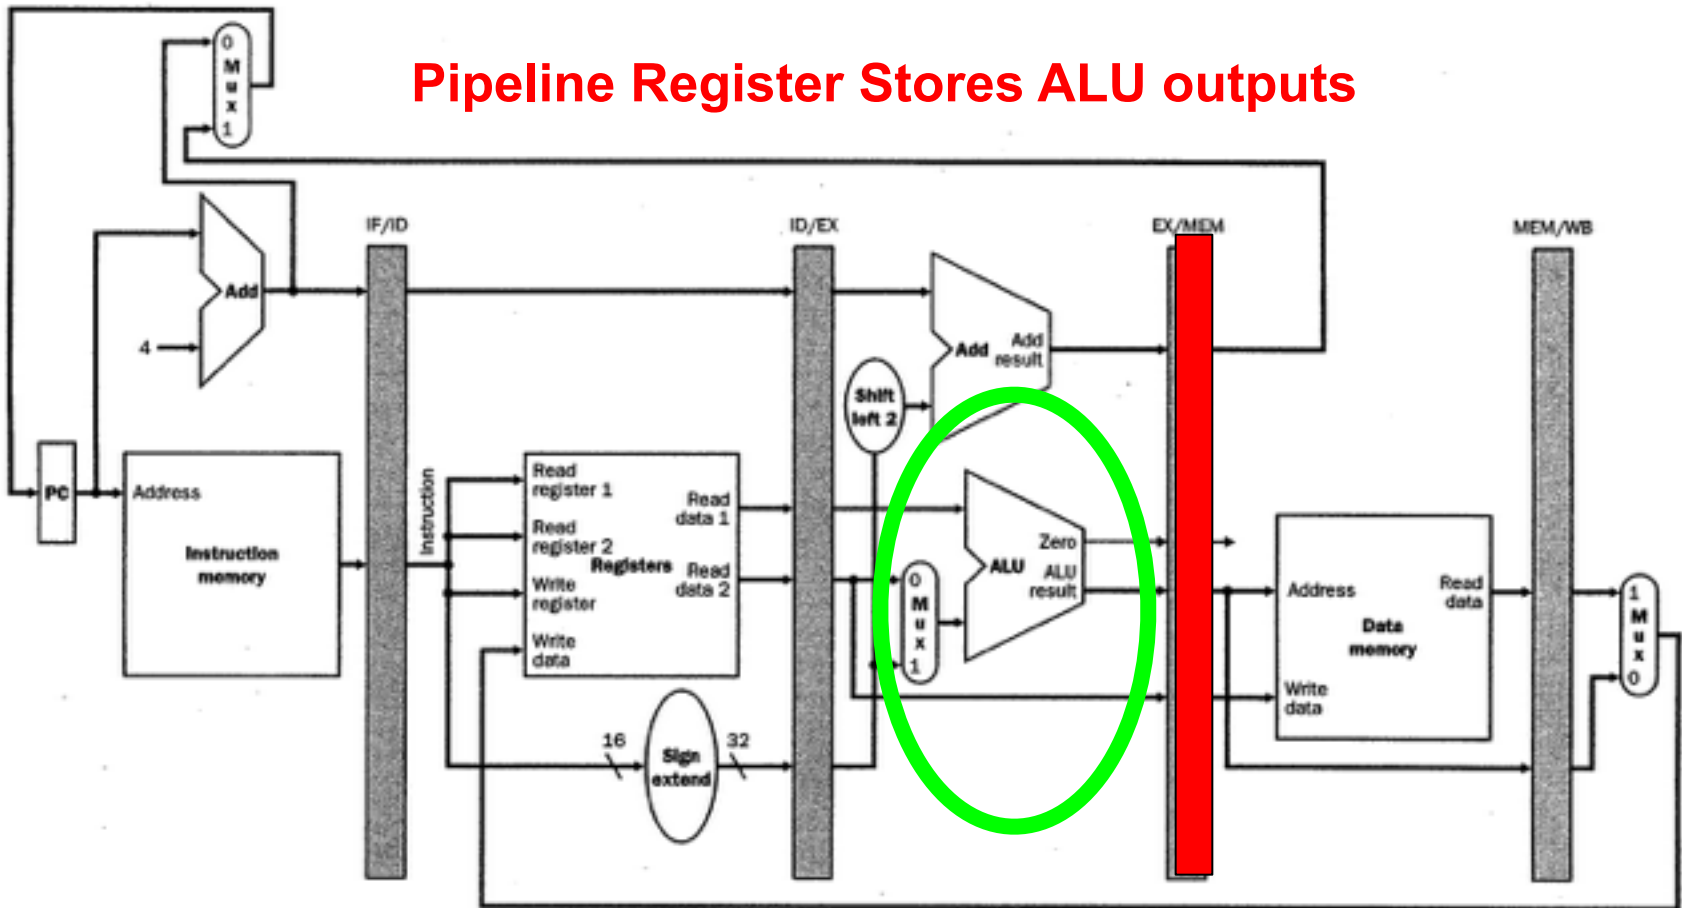 Pipeline Register Stores ALU outputs
0
M
u
x
1
IF/ID
ID/EX
EX/MEM
MEM/WB
Add
4
Add
Add
result
Shift
left 2
PC
Address
Instruction
memory
Instruction
Read
register 1
Read
register 2
Write
register
Write
data
Registers
Read
data 1
Read
data 2
16
Sign
extend
32
0
M
u
x
1
Zero
ALU
ALU
result
Address
Read
data
Data
memory
Write
data
1
M
u
x
0